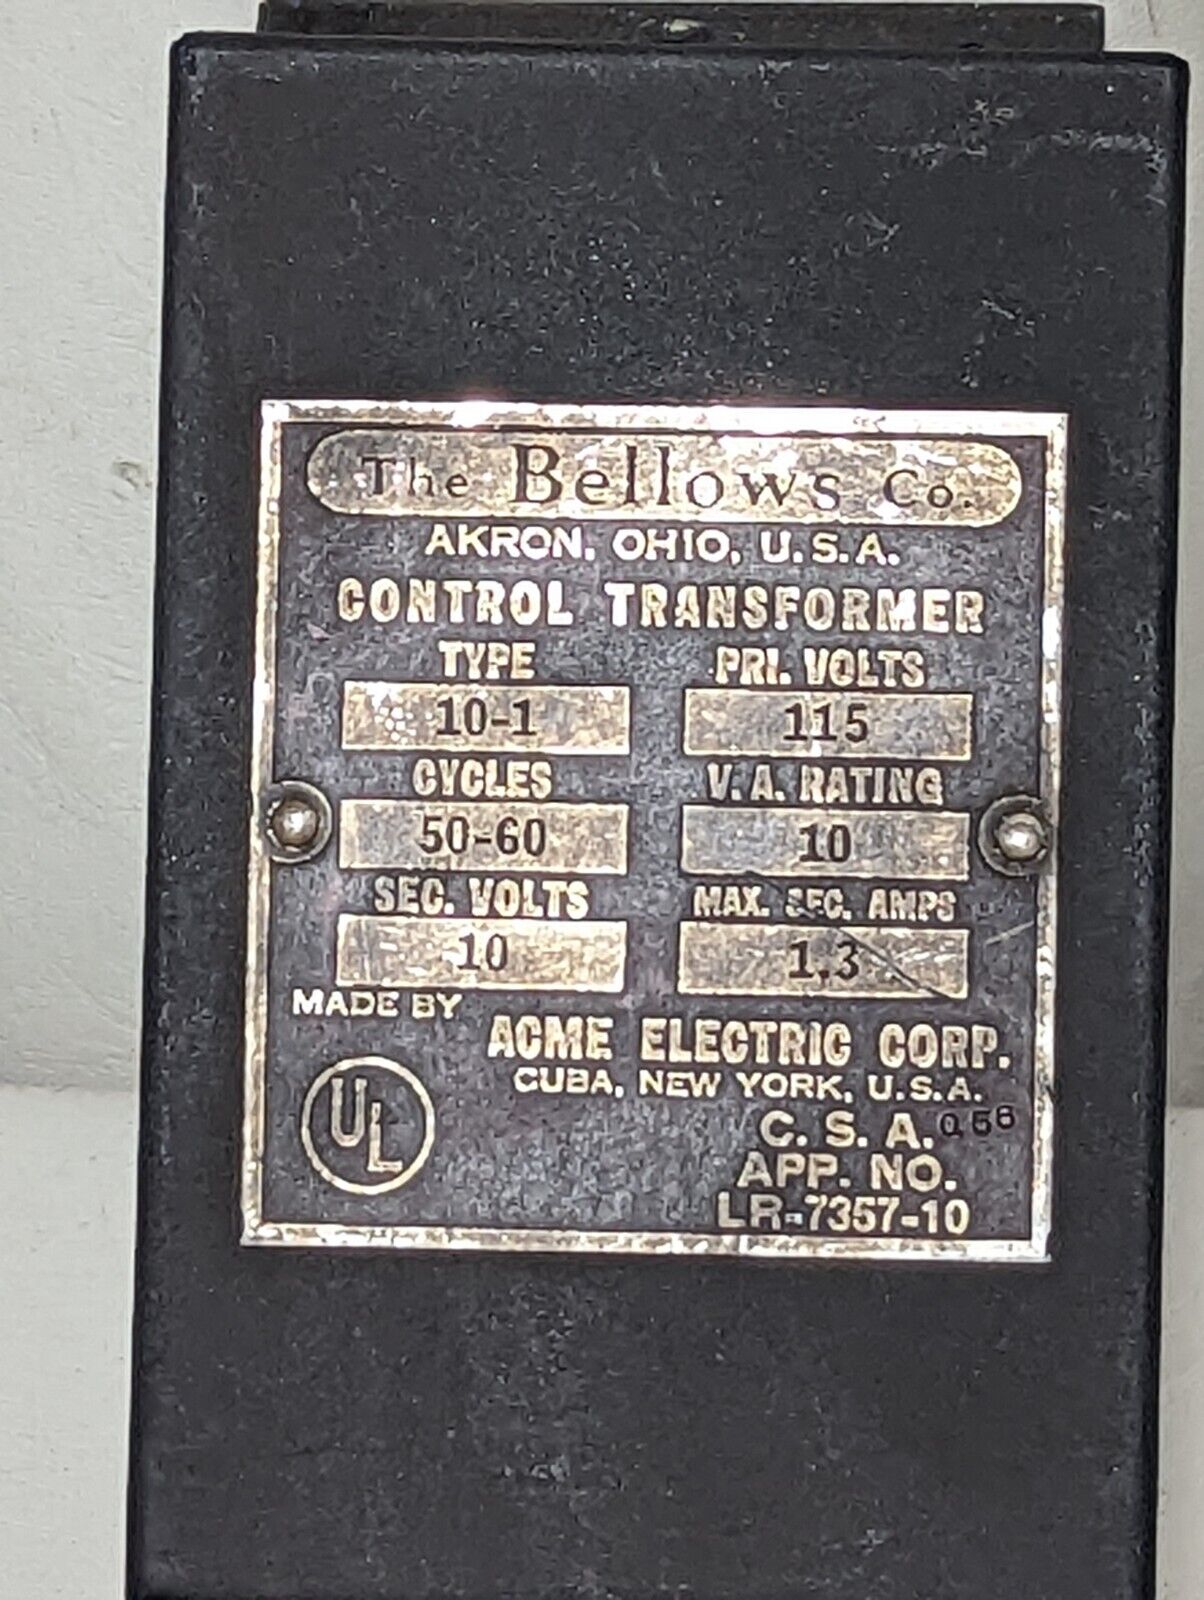 The Bellows Co.
AKRON, OHIO, U.S.A.
CONTROL TRANSFORMER
TYPE PRI. VOLTS
10-1 115
CYCLES V.A. RATING
50-60 10
SEC. VOLTS MAX. SEC. AMPS
10 1.3
MADE BY
ACME ELECTRIC CORP.
CUBA, NEW YORK, U.S.A.
UL
C. S. A.
APP. NO.
LR-7357-10